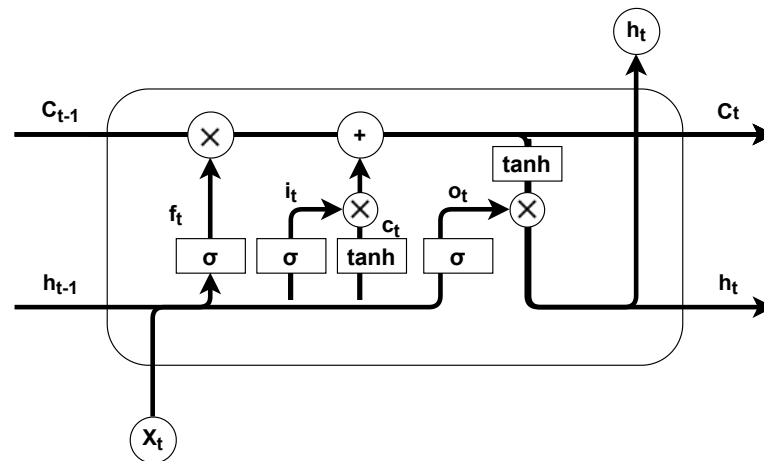 hₜ
Cₜ₋₁
Cₜ
×
+
tanh
iₜ
oₜ
fₜ
×
×
cₜ
σ
σ
tanh
σ
hₜ₋₁
hₜ
Xₜ